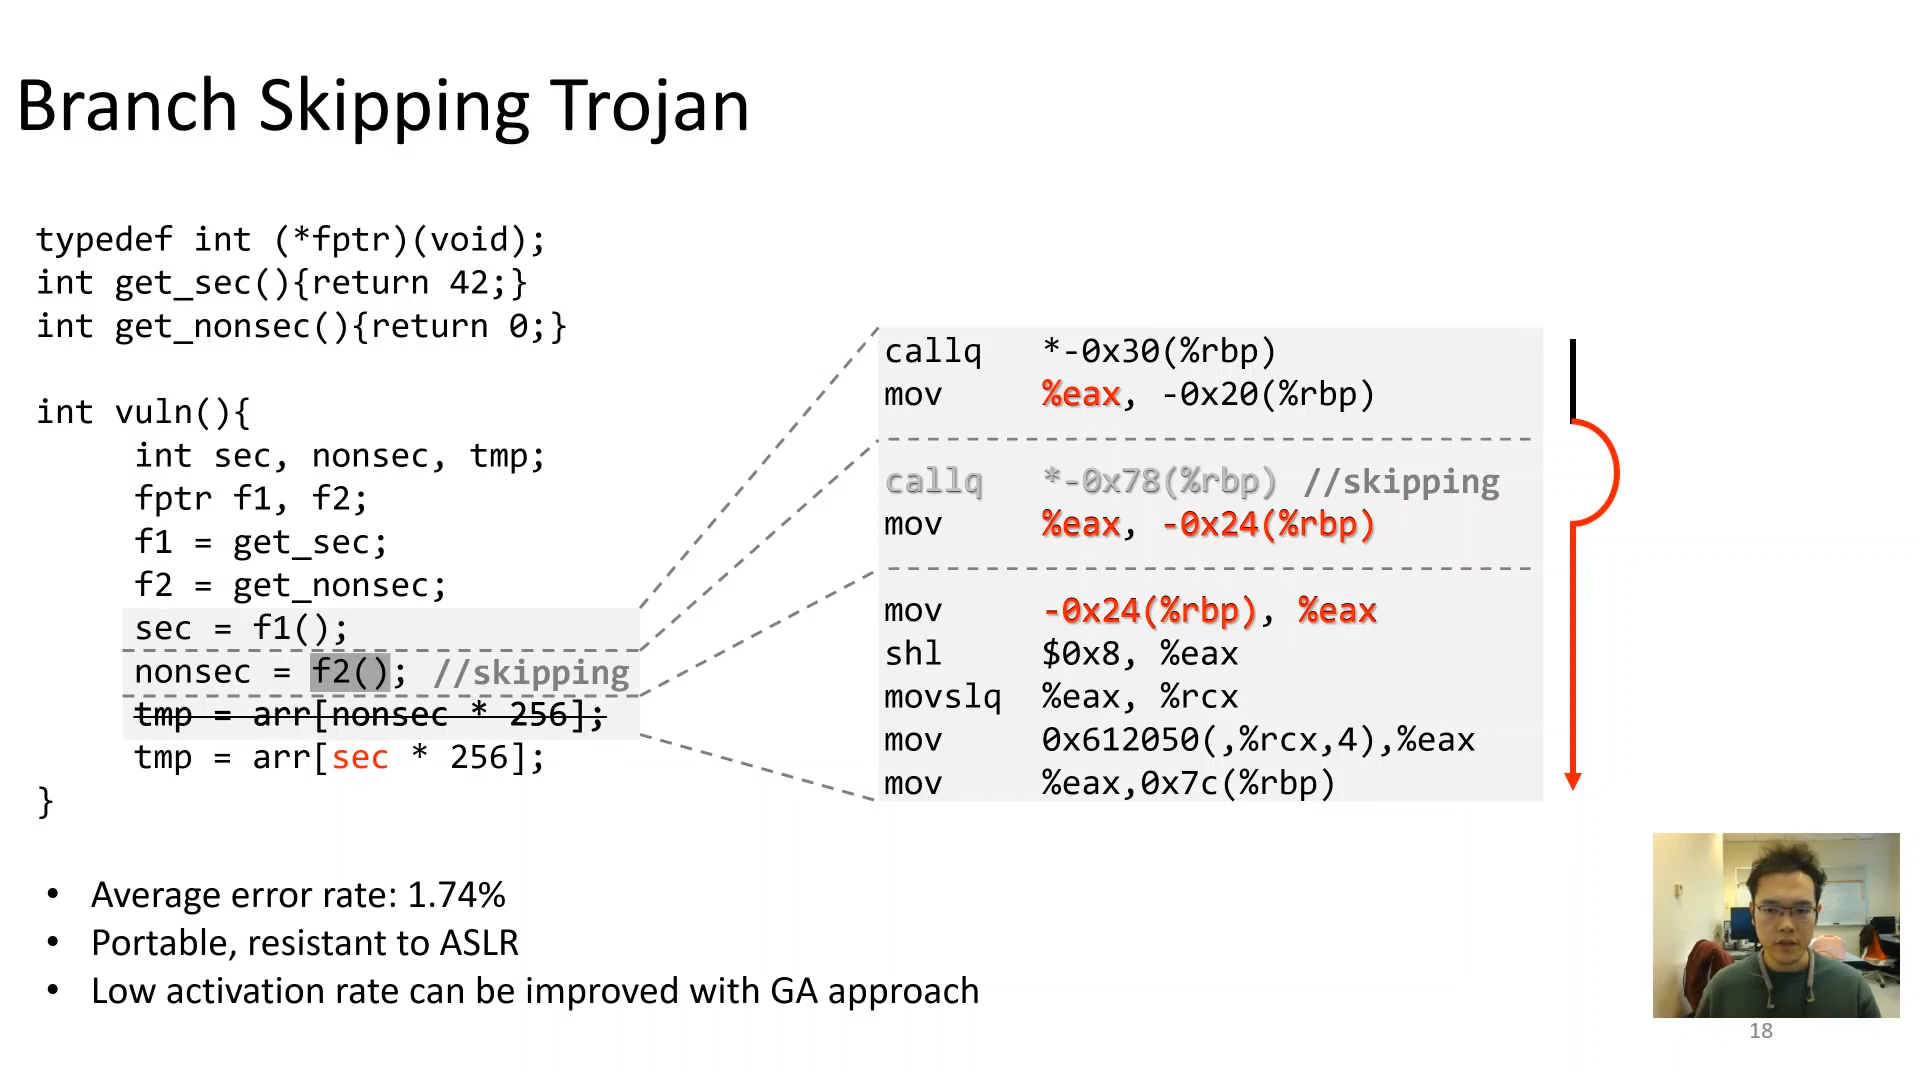 Branch Skipping Trojan
typedef int (*fptr)(void);
int get_sec(){return 42;}
int get_nonsec(){return 0;}
int vuln(){
int sec, nonsec, tmp;
fptr f1, f2;
f1 = get_sec;
f2 = get_nonsec;
sec = f1();
nonsec = f2(); //skipping
tmp = arr[nonsec * 256];
tmp = arr[sec * 256];
}
callq *-0x30(%rbp)
mov %eax, -0x20(%rbp)
callq *-0x78(%rbp) //skipping
mov %eax, -0x24(%rbp)
mov -0x24(%rbp), %eax
shl $0x8, %eax
movslq %eax, %rcx
mov 0x612050(,%rcx,4),%eax
mov %eax,0x7c(%rbp)
• Average error rate: 1.74%
• Portable, resistant to ASLR
• Low activation rate can be improved with GA approach
18